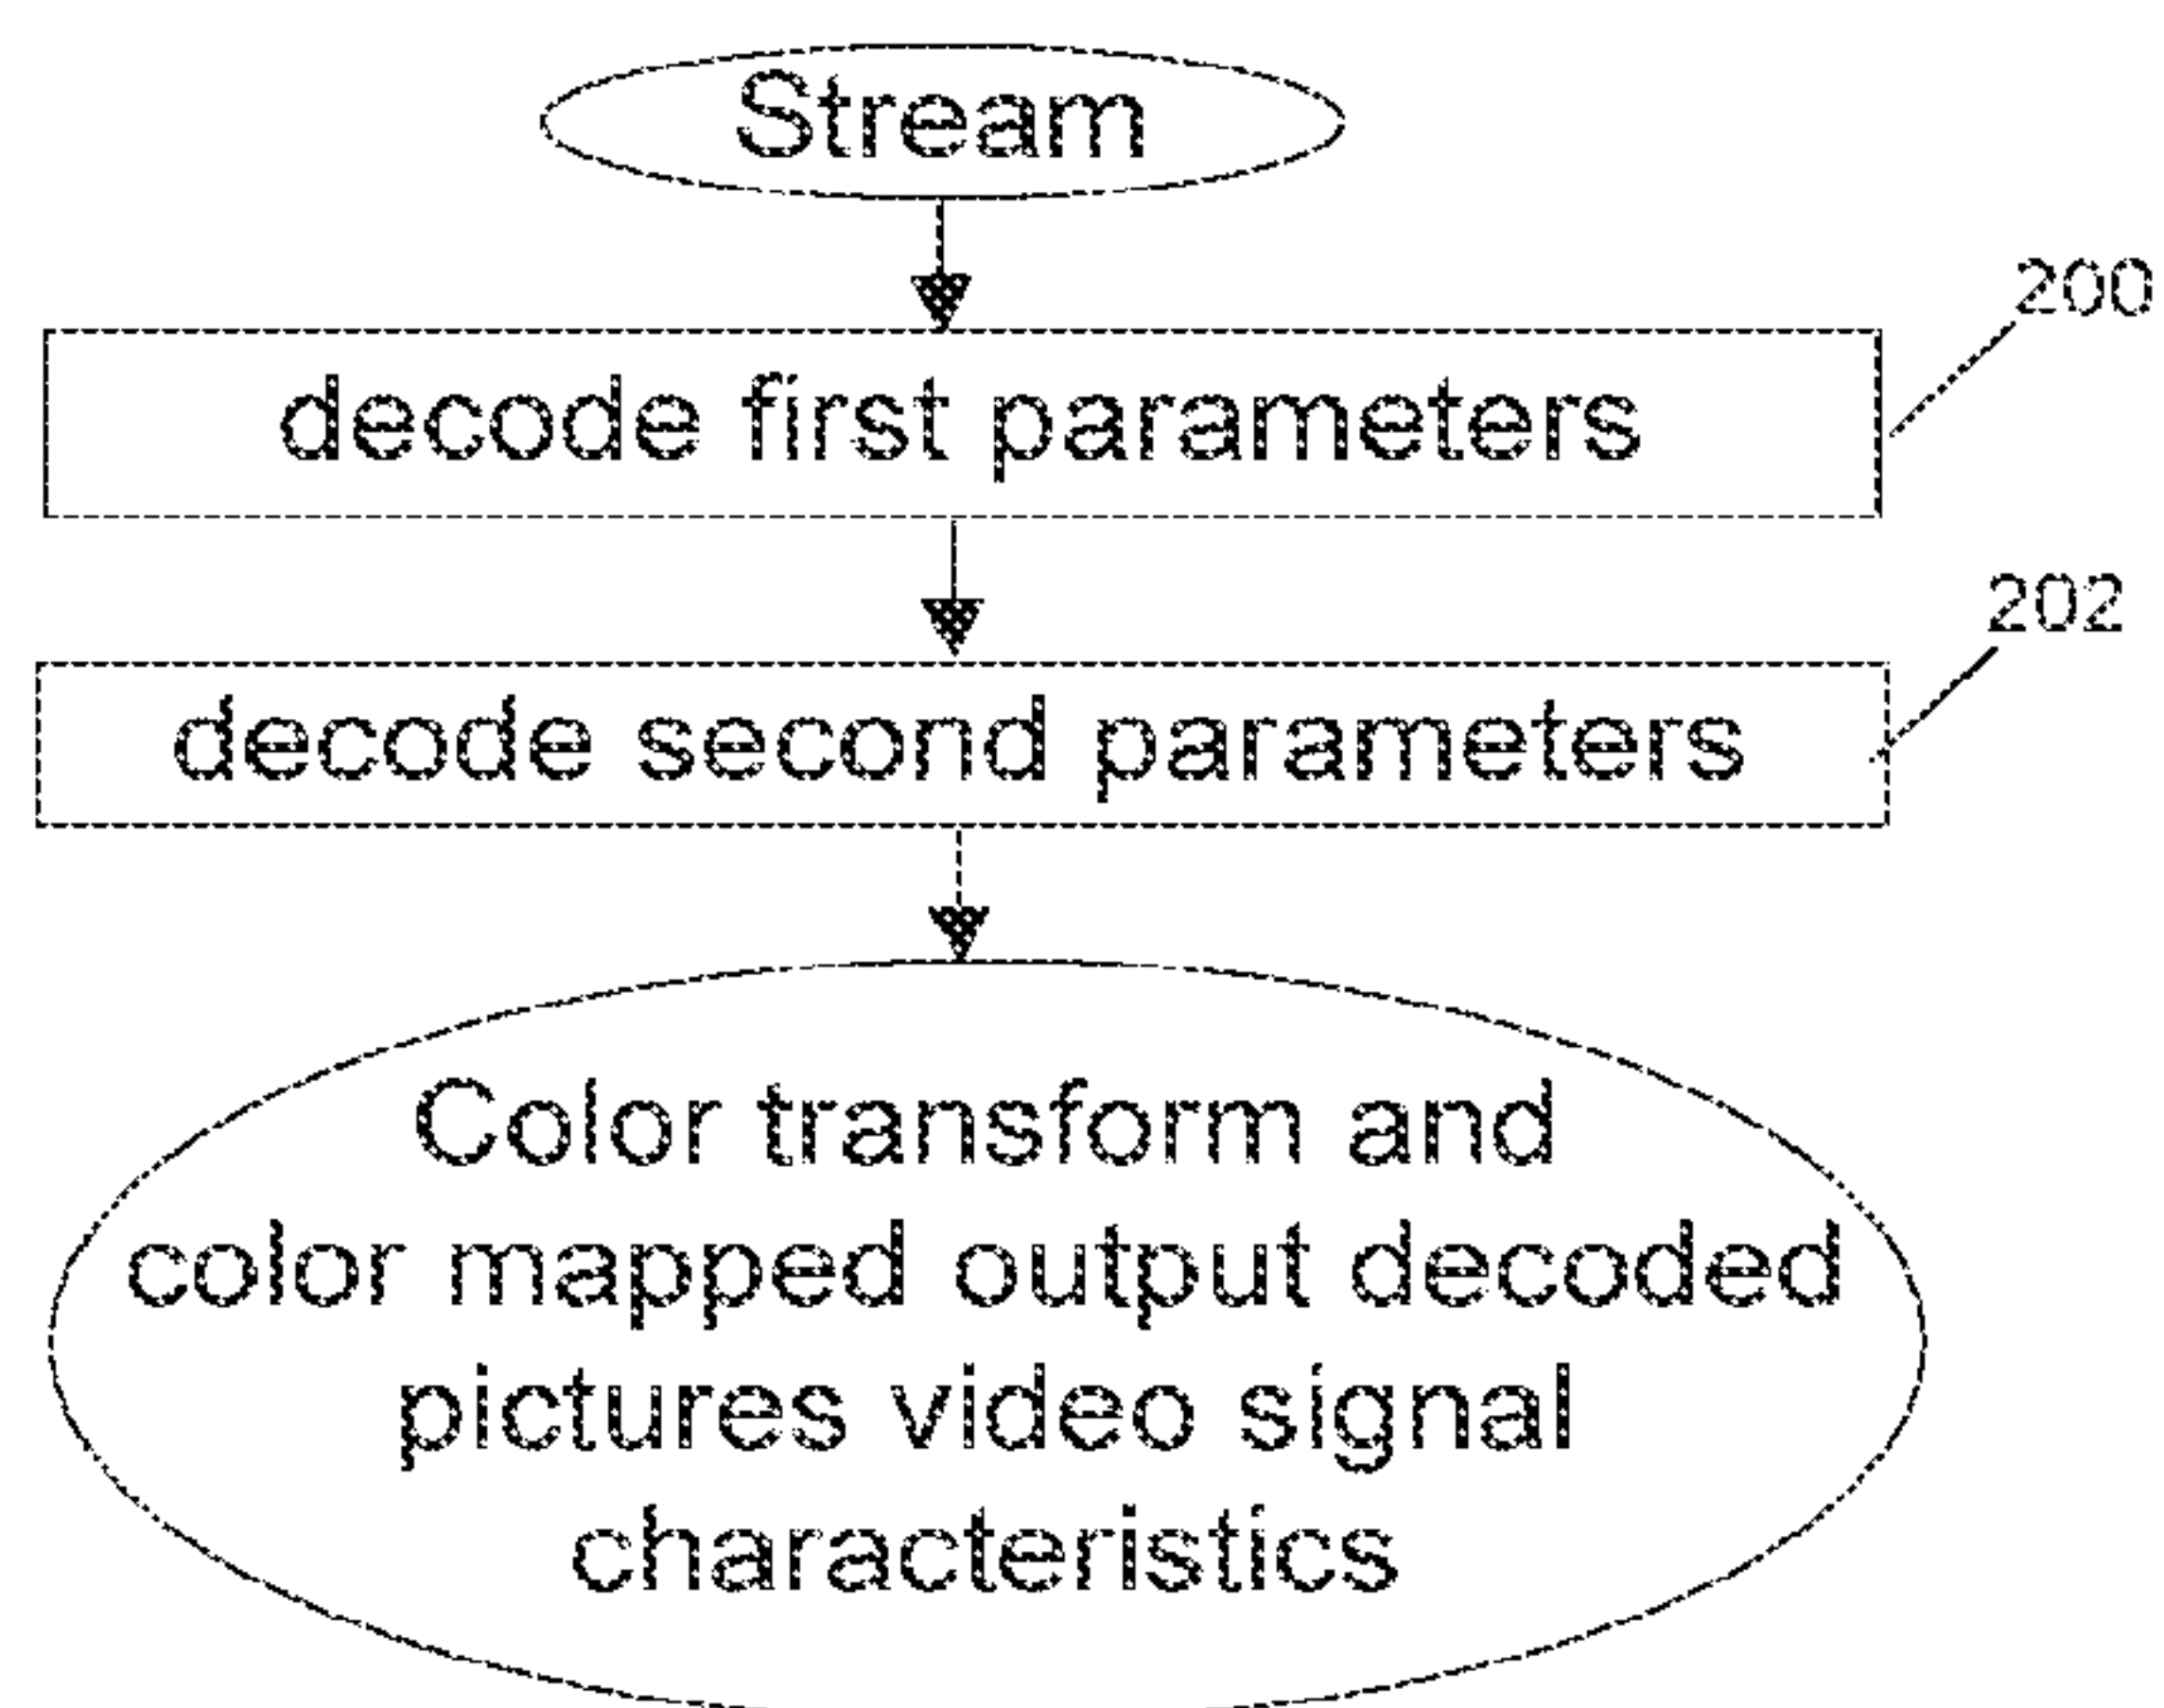 Stream
200
decode first parameters
202
decode second parameters
Color transform and
color mapped output decoded
pictures video signal
characteristics